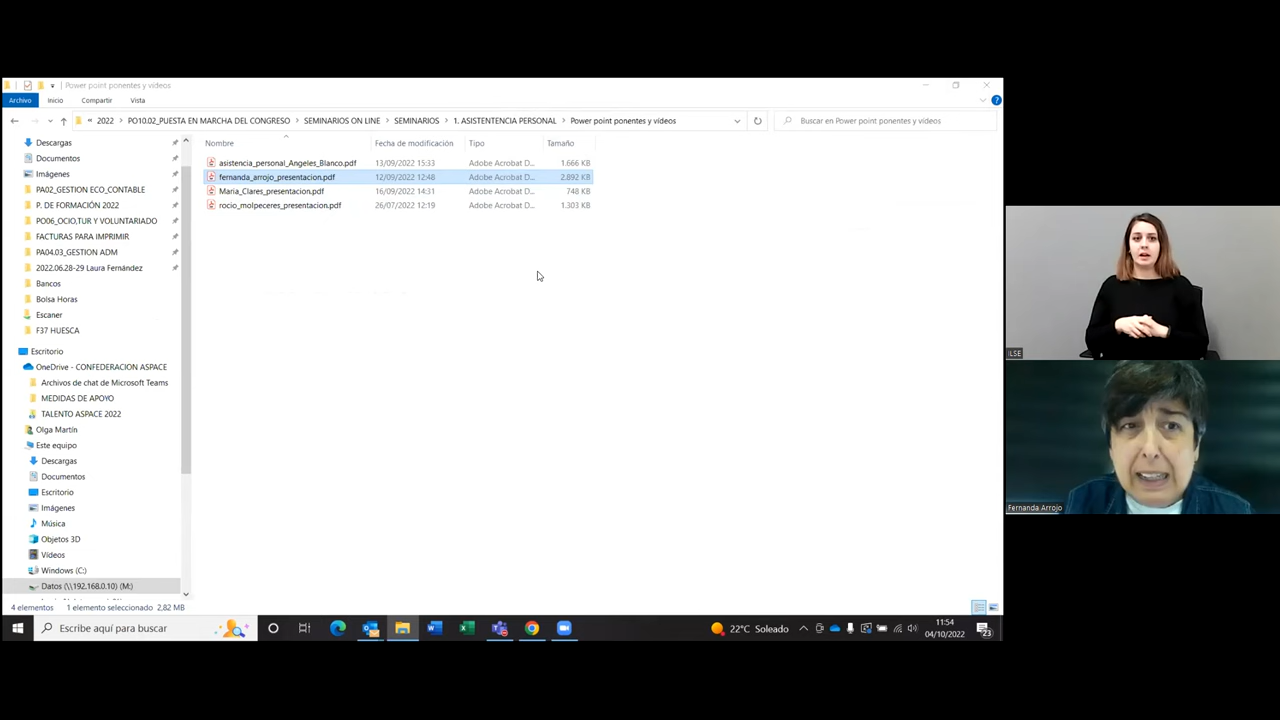 Power point ponentes y vídeos
Archivo Inicio Compartir Vista
« 2022 > PO10.02_PUESTA EN MARCHA DEL CONGRESO > SEMINARIOS ON LINE > SEMINARIOS > 1. ASISTENTENCIA PERSONAL > Power point ponentes y vídeos
Buscar en Power point ponentes y vídeos
Nombre Fecha de modificación Tipo Tamaño
asistencia_personal_Angeles_Blanco.pdf 13/09/2022 15:33 Adobe Acrobat D... 1.666 KB
fernanda_arrojo_presentacion.pdf 12/09/2022 12:48 Adobe Acrobat D... 2.892 KB
Maria_Clares_presentacion.pdf 16/09/2022 14:31 Adobe Acrobat D... 748 KB
rocio_molpeceres_presentacion.pdf 26/07/2022 12:19 Adobe Acrobat D... 1.303 KB
Descargas
Documentos
Imágenes
PA02_GESTION ECO_CONTABLE
P. DE FORMACIÓN 2022
PO06_OCIO,TUR Y VOLUNTARIADO
FACTURAS PARA IMPRIMIR
PA04.03_GESTION ADM
2022.06.28-29 Laura Fernández
Bancos
Bolsa Horas
Escaner
F37 HUESCA
Escritorio
OneDrive - CONFEDERACION ASPACE
Archivos de chat de Microsoft Teams
MEDIDAS DE APOYO
TALENTO ASPACE 2022
Olga Martín
Este equipo
Descargas
Documentos
Escritorio
Imágenes
Música
Objetos 3D
Vídeos
Windows (C:)
Datos (\\192.168.0.10) (M:)
4 elementos 1 elemento seleccionado 2,82 MB
Escribe aquí para buscar
22°C Soleado
11:54
04/10/2022
23
ILSE
Fernanda Arrojo